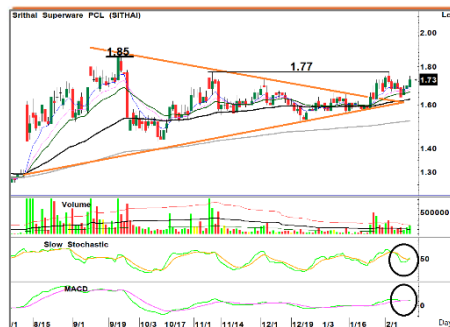 Srithai Superware PCL (SITHAI)
Lo
2.00
1.85
1.77
1.73
1.60
1.40
1.30
Volume
500000
Slow Stochastic
50
MACD
0
/1 8/15 9/1 9/19 10/3 10/17 11/1 11/14 12/1 12/19 1/3 1/16 2/1 Day